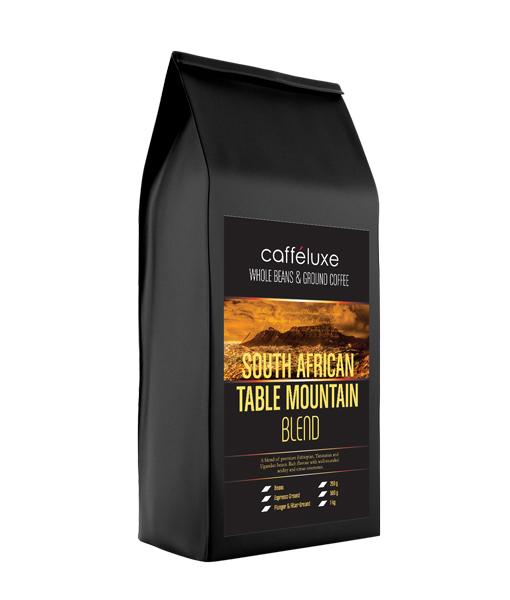 cafféluxe
WHOLE BEANS & GROUND COFFEE
SOUTH AFRICAN
TABLE MOUNTAIN
BLEND
A blend of premium Ethiopian, Tanzanian and
Ugandan beans. Rich flavour with well-rounded
acidity and citrus overtones.
Beans 250 g
Espresso Ground 500 g
Plunger & Filter Ground 1 kg